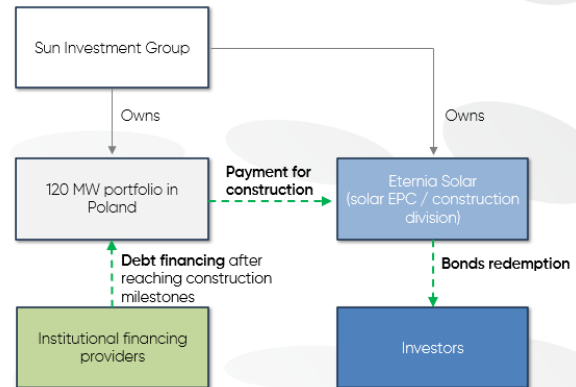 Sun Investment Group
Owns
Owns
120 MW portfolio in
Poland
Payment for
construction
Eternia Solar
(solar EPC / construction
division)
Debt financing after
reaching construction
milestones
Bonds redemption
Institutional financing
providers
Investors